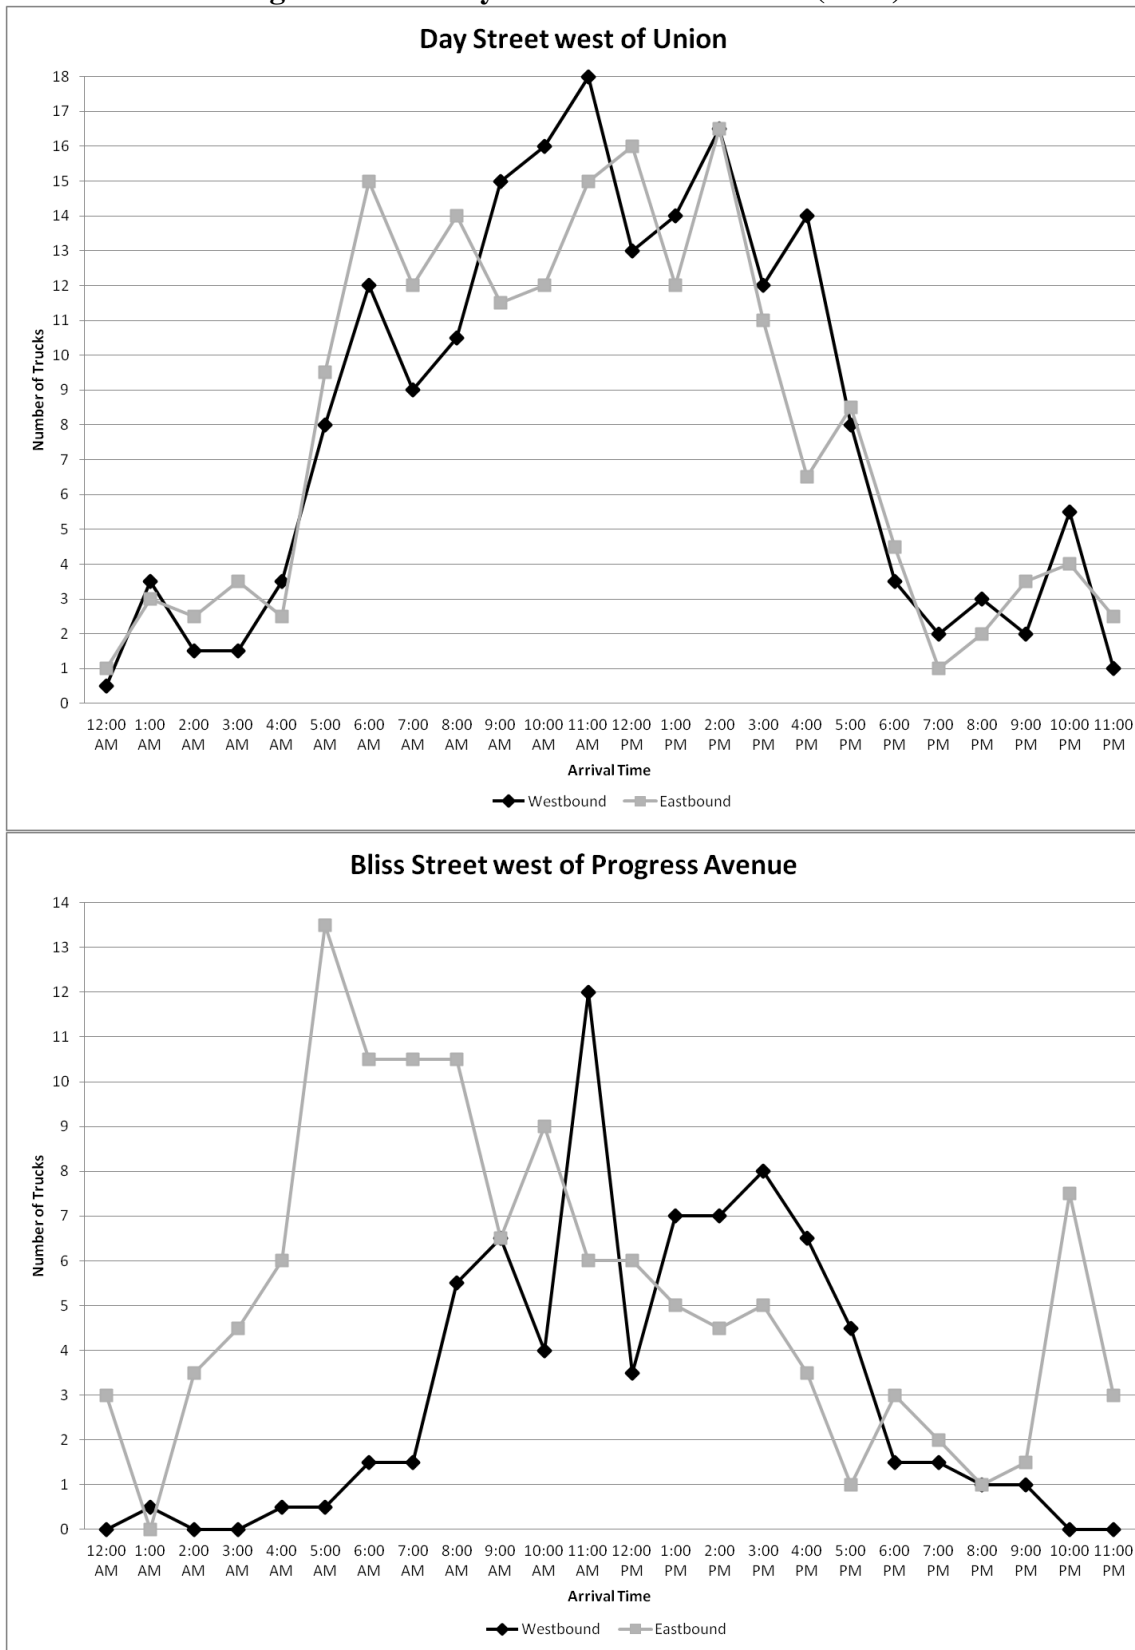 Day Street west of Union
18
17
16
15
14
13
12
11
10
9
8
7
6
5
4
3
2
1
0
Number of Trucks
12:00 1:00 2:00 3:00 4:00 5:00 6:00 7:00 8:00 9:00 10:00 11:00 12:00 1:00 2:00 3:00 4:00 5:00 6:00 7:00 8:00 9:00 10:00 11:00
AM AM AM AM AM AM AM AM AM AM AM AM PM PM PM PM PM PM PM PM PM PM PM PM
Arrival Time
Westbound Eastbound
Bliss Street west of Progress Avenue
14
13
12
11
10
9
8
7
6
5
4
3
2
1
0
Number of Trucks
12:00 1:00 2:00 3:00 4:00 5:00 6:00 7:00 8:00 9:00 10:00 11:00 12:00 1:00 2:00 3:00 4:00 5:00 6:00 7:00 8:00 9:00 10:00 11:00
AM AM AM AM AM AM AM AM AM AM AM AM PM PM PM PM PM PM PM PM PM PM PM PM
Arrival Time
Westbound Eastbound